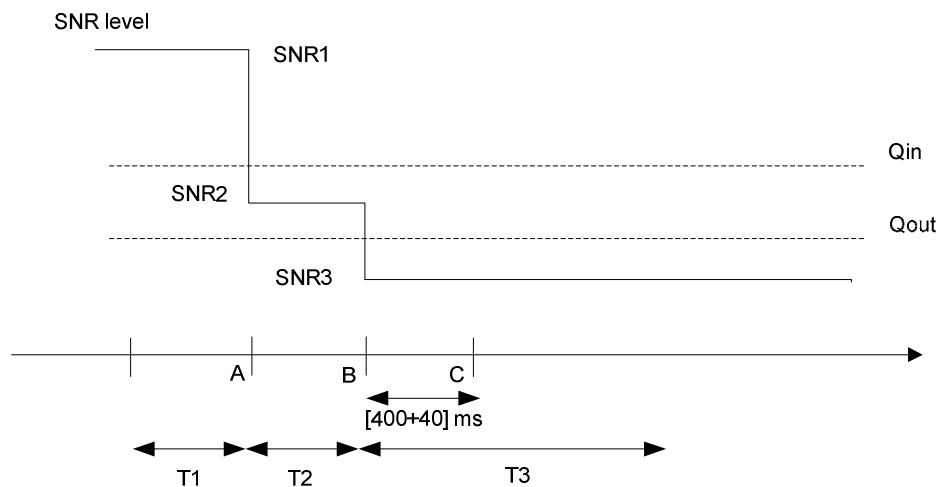 SNR level
SNR1
Qin
SNR2
Qout
SNR3
A
B
C
[400+40] ms
T1
T2
T3